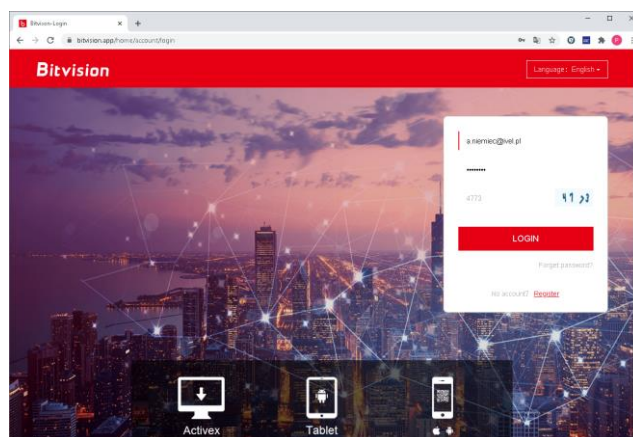 Bitvision-Login
bitvision.app/home/account/login
Bitvision
Language: English
a.niemiec@ivel.pl
••••••••
4773
LOGIN
Forget password?
No account? Register
Activex
Tablet